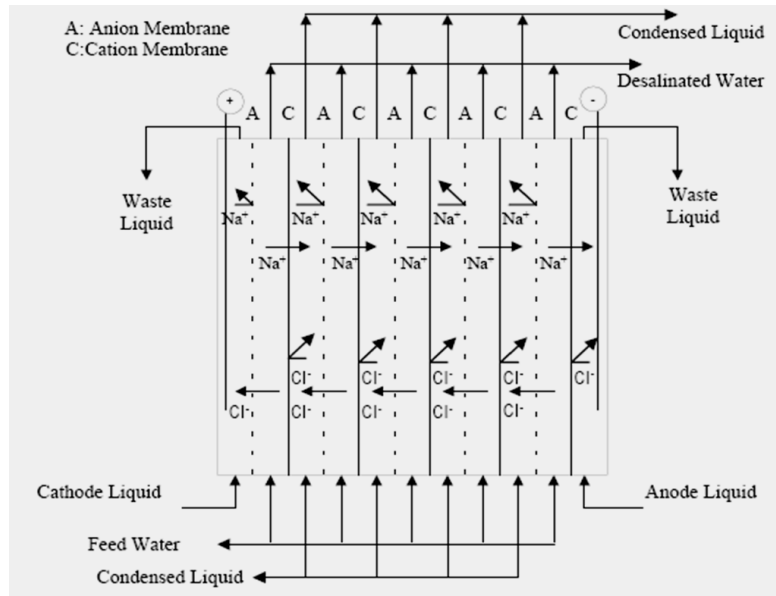 A: Anion Membrane
C:Cation Membrane
Condensed Liquid
Desalinated Water
+ A C A C A C A C A C -
Waste
Liquid
Waste
Liquid
Na⁺ Na⁺ Na⁺ Na⁺ Na⁺
Na⁺ Na⁺ Na⁺ Na⁺ Na⁺
Cl⁻ Cl⁻ Cl⁻ Cl⁻ Cl⁻
Cl⁻ Cl⁻ Cl⁻ Cl⁻ Cl⁻
Cathode Liquid
Anode Liquid
Feed Water
Condensed Liquid